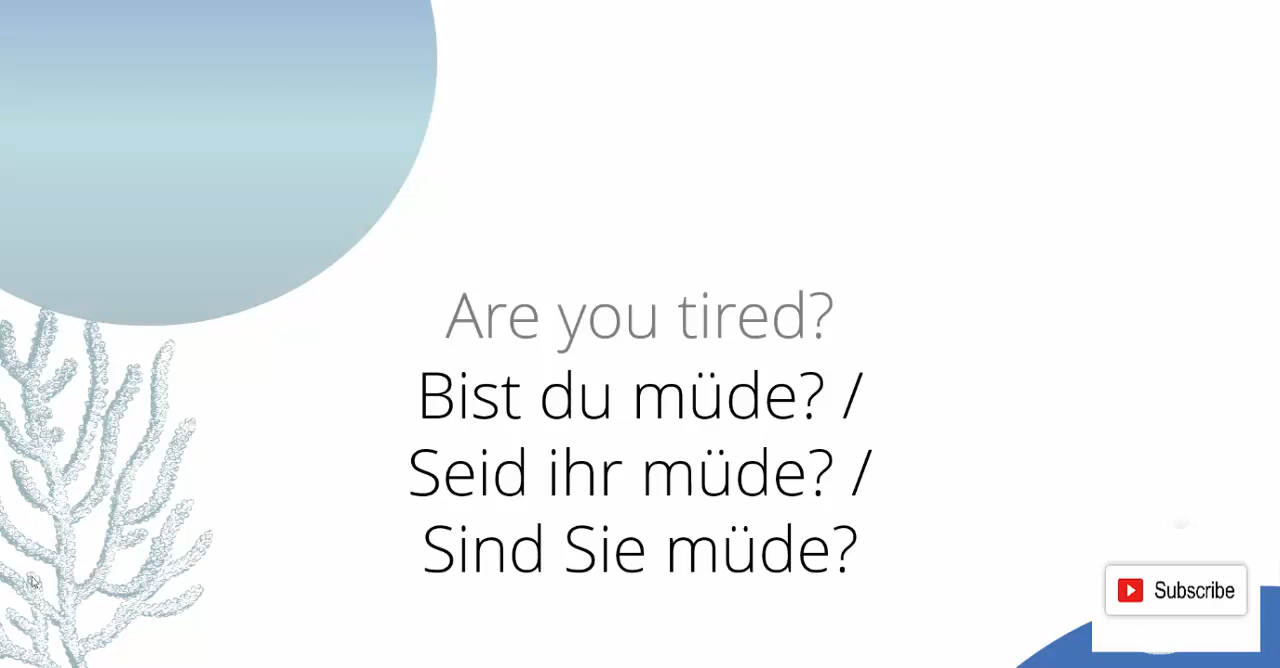 Are you tired?
Bist du müde? /
Seid ihr müde? /
Sind Sie müde?
Subscribe